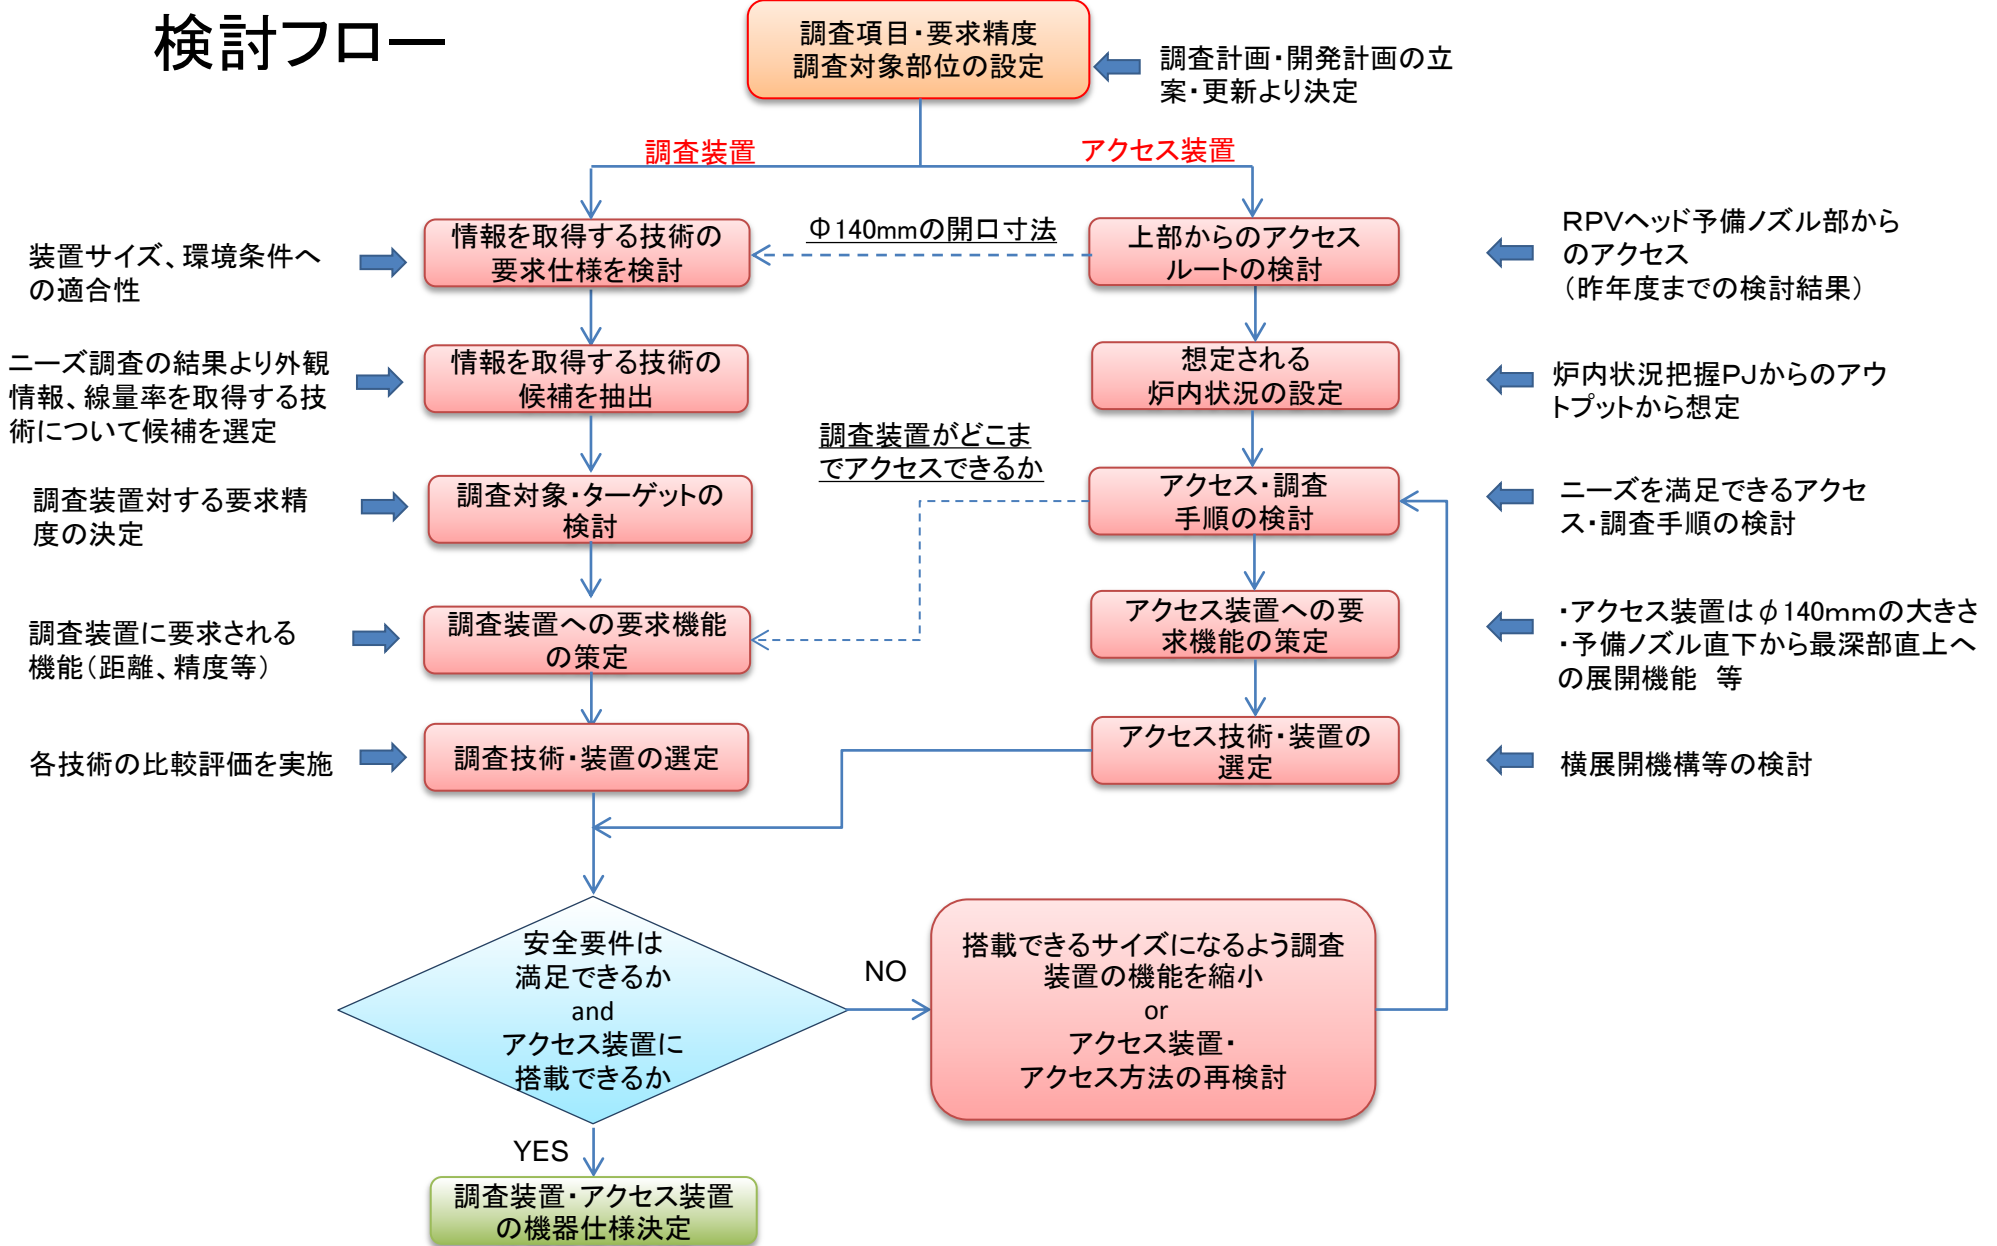 検討フロー
調査項目・要求精度
調査対象部位の設定
調査計画・開発計画の立
案・更新より決定
調査装置
アクセス装置
装置サイズ、環境条件へ
の適合性
情報を取得する技術の
要求仕様を検討
Φ140mmの開口寸法
上部からのアクセス
ルートの検討
RPVヘッド予備ノズル部から
のアクセス
（昨年度までの検討結果）
ニーズ調査の結果より外観
情報、線量率を取得する技
術について候補を選定
情報を取得する技術の
候補を抽出
想定される
炉内状況の設定
炉内状況把握PJからのアウ
トプットから想定
調査装置がどこま
でアクセスできるか
調査装置対する要求精
度の決定
調査対象・ターゲットの
検討
アクセス・調査
手順の検討
ニーズを満足できるアクセ
ス・調査手順の検討
調査装置に要求される
機能（距離、精度等）
調査装置への要求機能
の策定
アクセス装置への要
求機能の策定
・アクセス装置はφ140mmの大きさ
・予備ノズル直下から最深部直上へ
の展開機能　等
各技術の比較評価を実施
調査技術・装置の選定
アクセス技術・装置の
選定
横展開機構等の検討
安全要件は
満足できるか
and
アクセス装置に
搭載できるか
NO
搭載できるサイズになるよう調査
装置の機能を縮小
or
アクセス装置・
アクセス方法の再検討
YES
調査装置・アクセス装置
の機器仕様決定